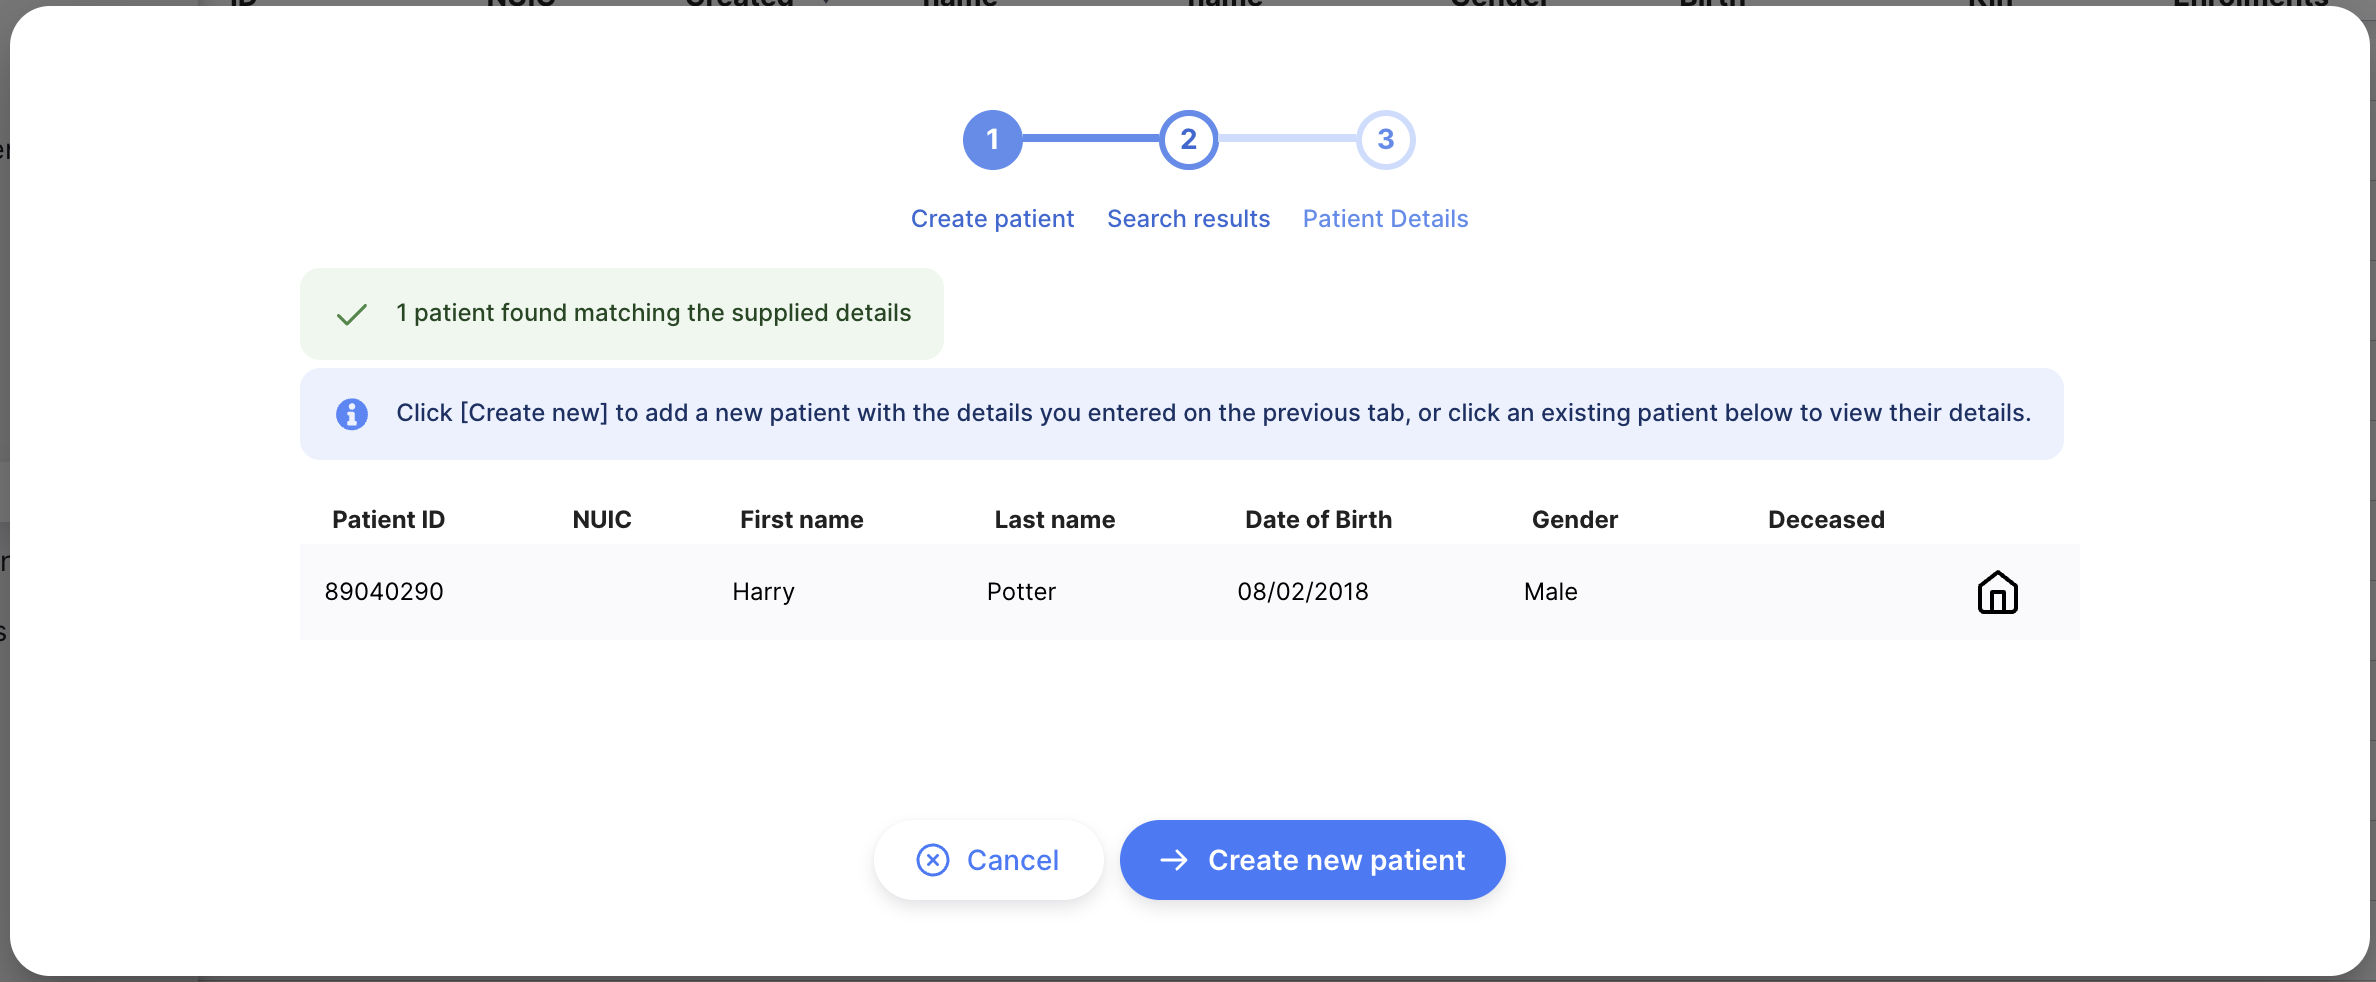 1
2
3
Create patient
Search results
Patient Details
1 patient found matching the supplied details
Click [Create new] to add a new patient with the details you entered on the previous tab, or click an existing patient below to view their details.
Patient ID NUIC First name Last name Date of Birth Gender Deceased
89040290 Harry Potter 08/02/2018 Male
Cancel
Create new patient